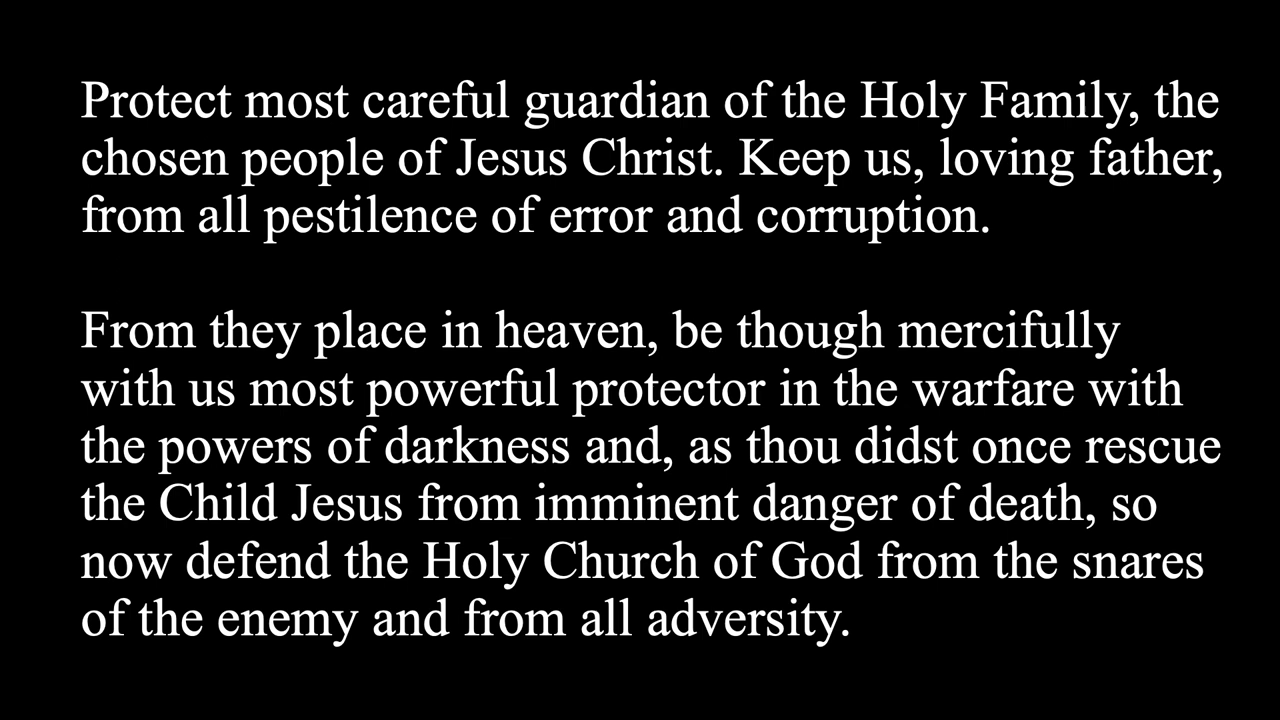 Protect most careful guardian of the Holy Family, the
chosen people of Jesus Christ. Keep us, loving father,
from all pestilence of error and corruption.
From they place in heaven, be though mercifully
with us most powerful protector in the warfare with
the powers of darkness and, as thou didst once rescue
the Child Jesus from imminent danger of death, so
now defend the Holy Church of God from the snares
of the enemy and from all adversity.